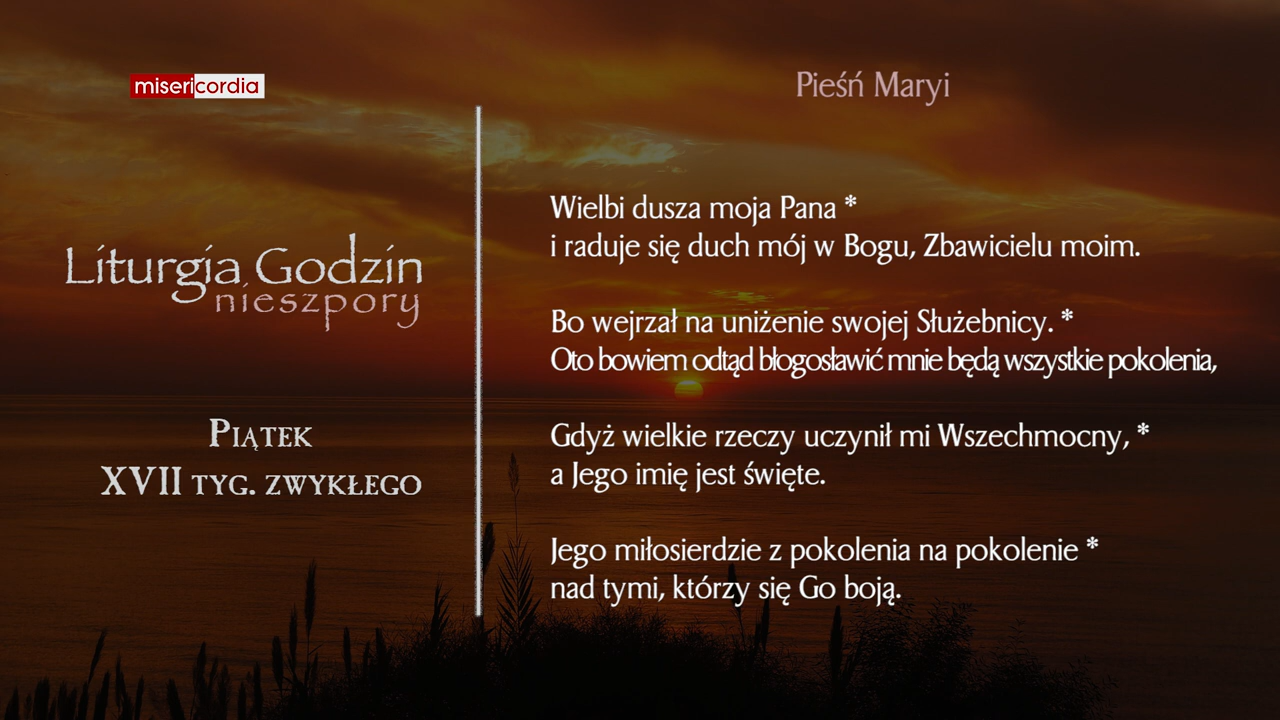 misericordia
Liturgia Godzin
nieszpory
Piątek
XVII tyg. zwykłego
Pieśń Maryi
Wielbi dusza moja Pana *
i raduje się duch mój w Bogu, Zbawicielu moim.
Bo wejrzał na uniżenie swojej Służebnicy. *
Oto bowiem odtąd błogosławić mnie będą wszystkie pokolenia,
Gdyż wielkie rzeczy uczynił mi Wszechmocny, *
a Jego imię jest święte.
Jego miłosierdzie z pokolenia na pokolenie *
nad tymi, którzy się Go boją.